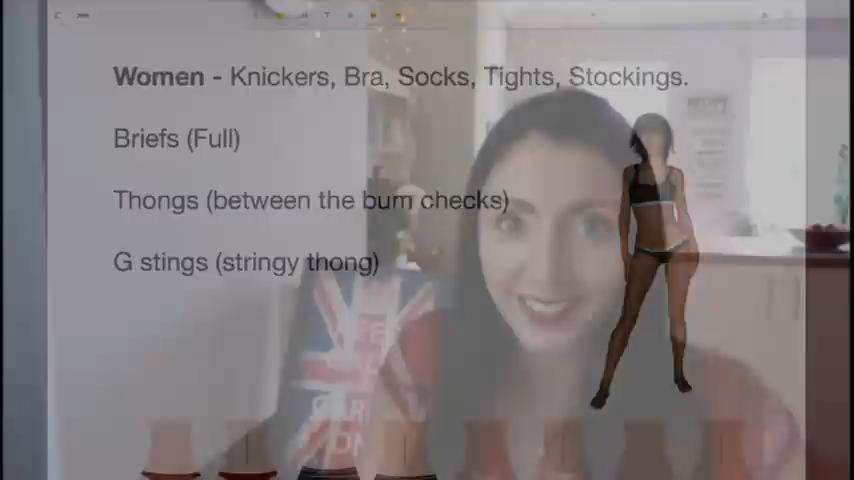 Women - Knickers, Bra, Socks, Tights, Stockings.
Briefs (Full)
Thongs (between the bum checks)
G stings (stringy thong)